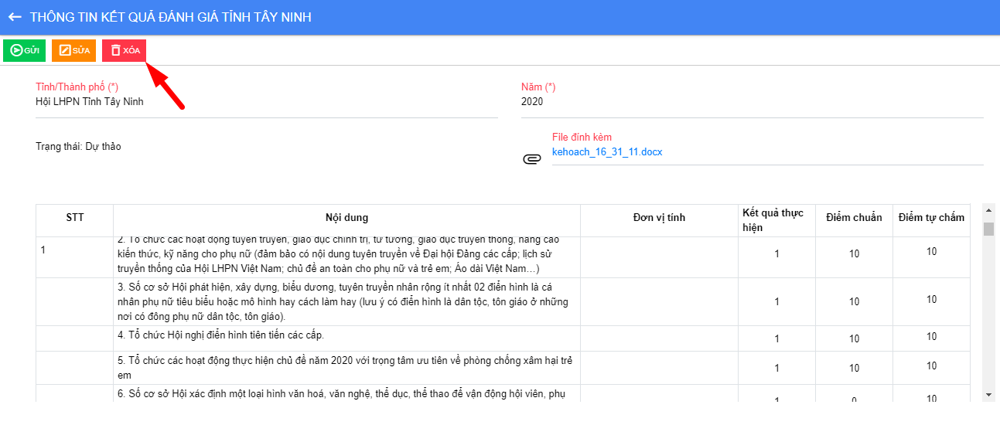 THÔNG TIN KẾT QUẢ ĐÁNH GIÁ TỈNH TÂY NINH
GỬI SỬA XÓA
Tỉnh/Thành phố (*) Năm (*)
Hội LHPN Tỉnh Tây Ninh 2020
File đính kèm
Trạng thái: Dự thảo kehoach_16_31_11.docx
STT Nội dung Đơn vị tính Kết quả thực hiện Điểm chuẩn Điểm tự chấm
2. Tổ chức các hoạt động tuyên truyền, giáo dục chính trị, tư tưởng, giáo dục truyền thống, nâng cao
1 kiến thức, kỹ năng cho phụ nữ (đảm bảo có nội dung tuyên truyền về Đại hội Đảng các cấp; lịch sử 1 10 10
truyền thống của Hội LHPN Việt Nam; chủ đề an toàn cho phụ nữ và trẻ em; Áo dài Việt Nam…)
3. Số cơ sở Hội phát hiện, xây dựng, biểu dương, tuyên truyền nhân rộng ít nhất 02 điển hình là cá
nhân phụ nữ tiêu biểu hoặc mô hình hay cách làm hay (lưu ý có điển hình là dân tộc, tôn giáo ở những 1 10 10
nơi có đông phụ nữ dân tộc, tôn giáo).
4. Tổ chức Hội nghị điển hình tiên tiến các cấp. 1 10 10
5. Tổ chức các hoạt động thực hiện chủ đề năm 2020 với trọng tâm ưu tiên về phòng chống xâm hại trẻ
em 1 10 10
6. Số cơ sở Hội xác định một loại hình văn hoá, văn nghệ, thể dục, thể thao để vận động hội viên, phụ 1 0 10